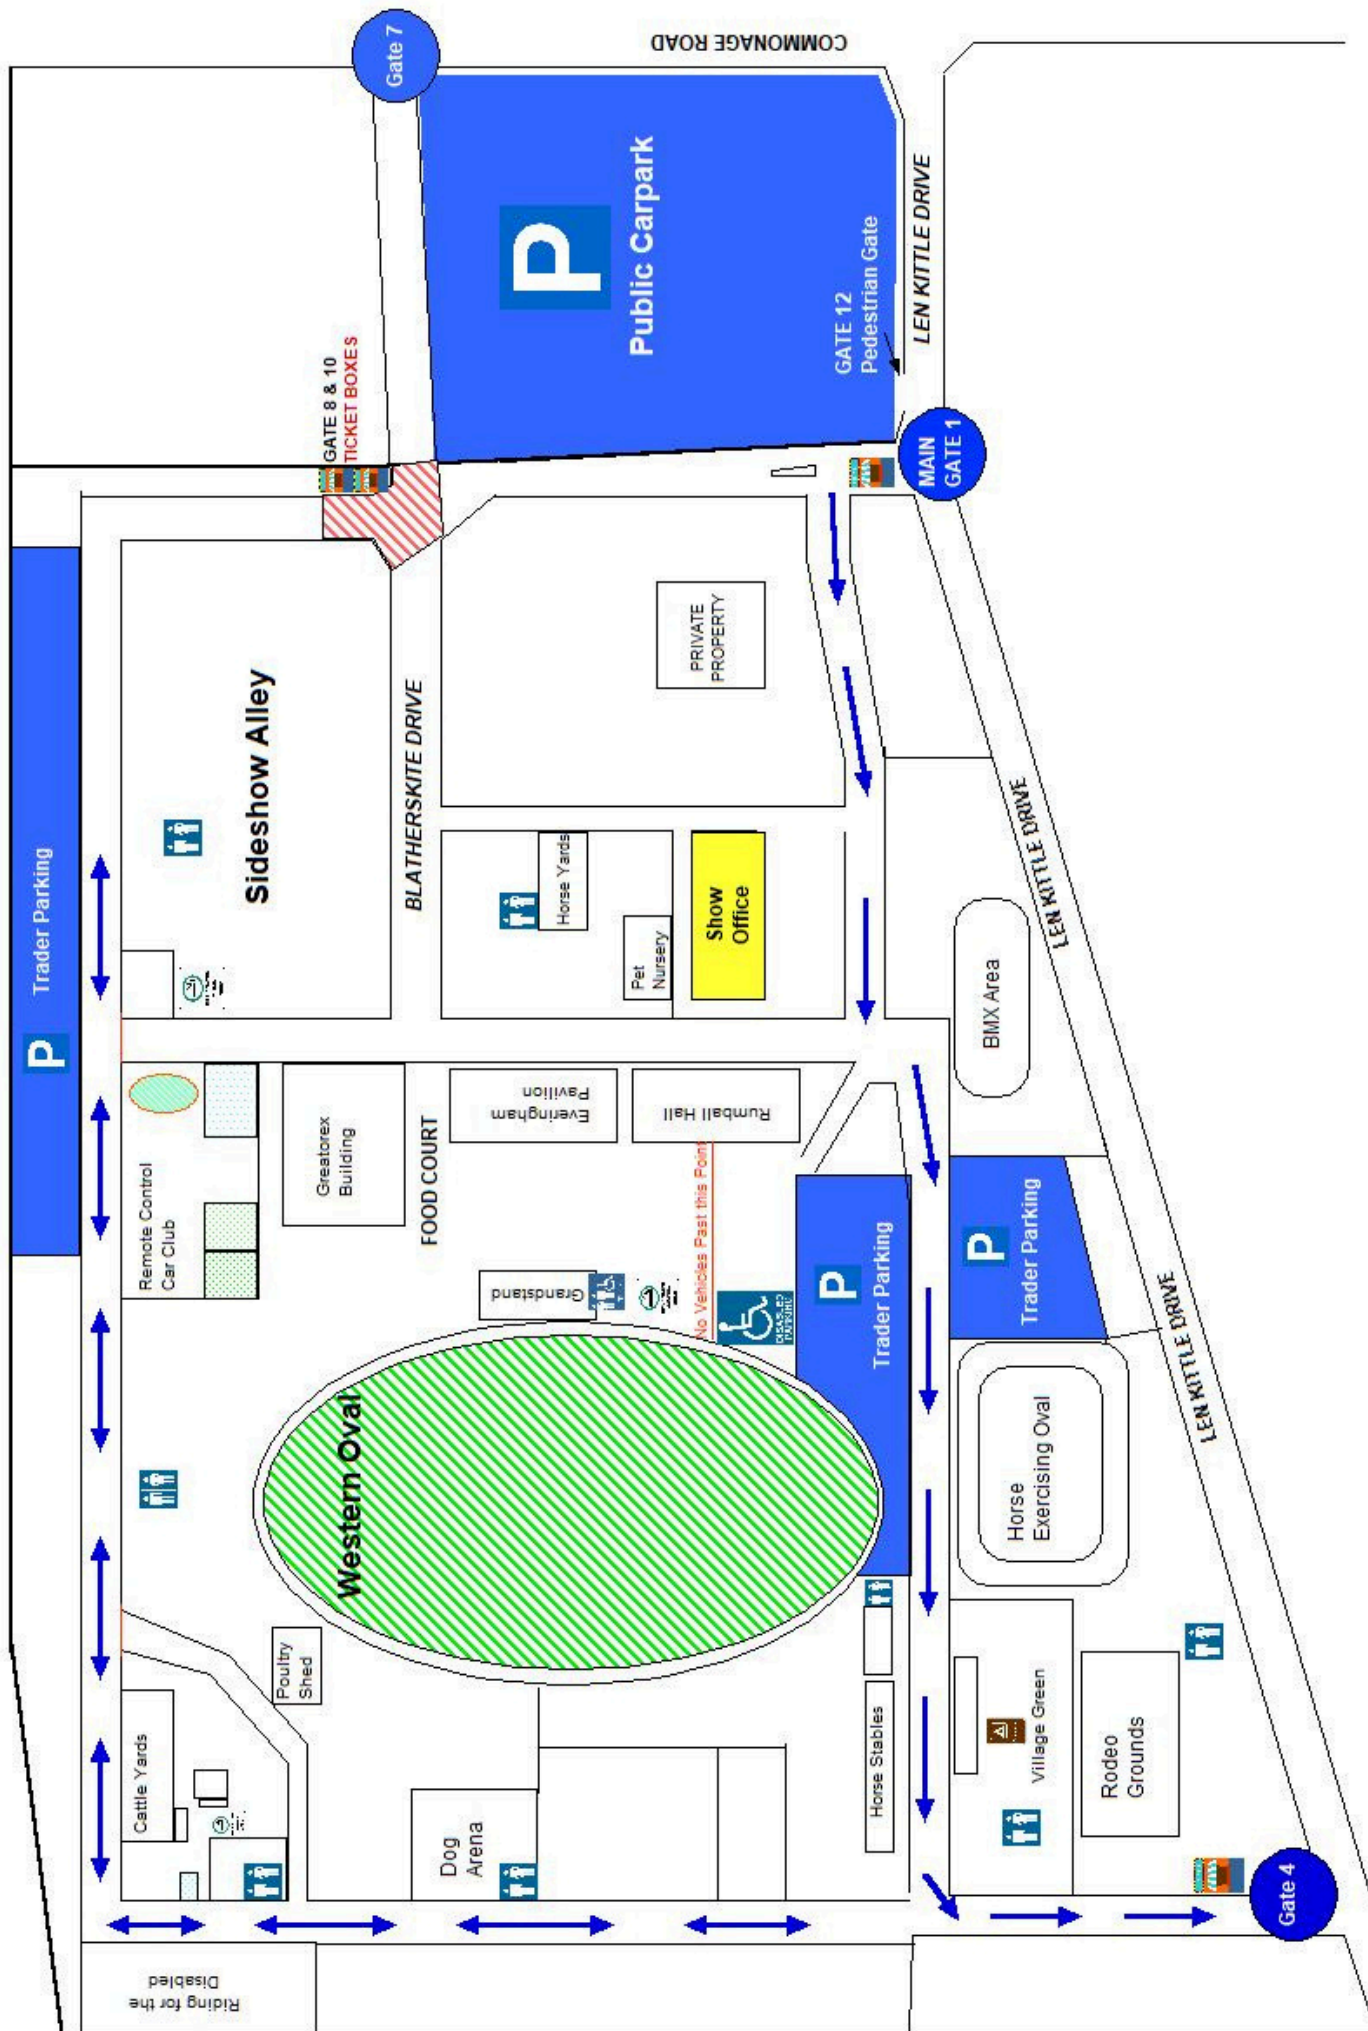 COMMONAGE ROAD
Gate 7
P
Public Carpark
GATE 12
Pedestrian Gate
LEN KITTLE DRIVE
MAIN
GATE 1
GATE 8 & 10
TICKET BOXES
Trader Parking
P
Sideshow Alley
BLATHERSKITE DRIVE
PRIVATE
PROPERTY
Horse Yards
Pet
Nursery
Show
Office
LEN KITTLE DRIVE
BMX Area
Remote Control
Car Club
Greatorex
Building
FOOD COURT
Everingham
Pavilion
Rumball Hall
No Vehicles Past this Point
Grandstand
DISABLED
PARKING
P
Trader Parking
P
Trader Parking
LEN KITTLE DRIVE
Western Oval
Horse
Exercising Oval
Poultry
Shed
Cattle Yards
Dog
Arena
Horse Stables
Village Green
Rodeo
Grounds
Gate 4
Riding for the
Disabled